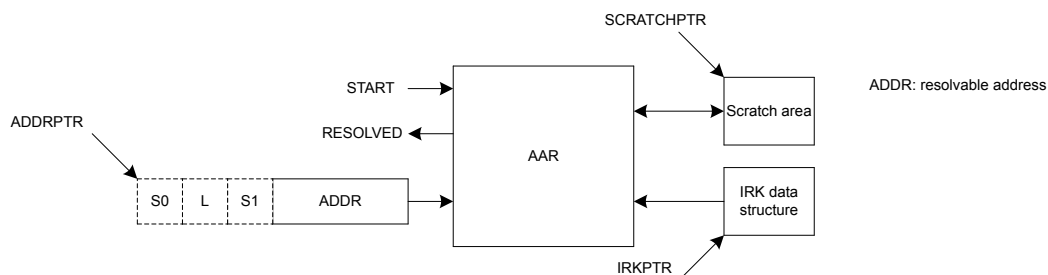 SCRATCHPTR
START
Scratch area
ADDR: resolvable address
ADDRPTR
RESOLVED
AAR
S0 L S1 ADDR
IRK data
structure
IRKPTR